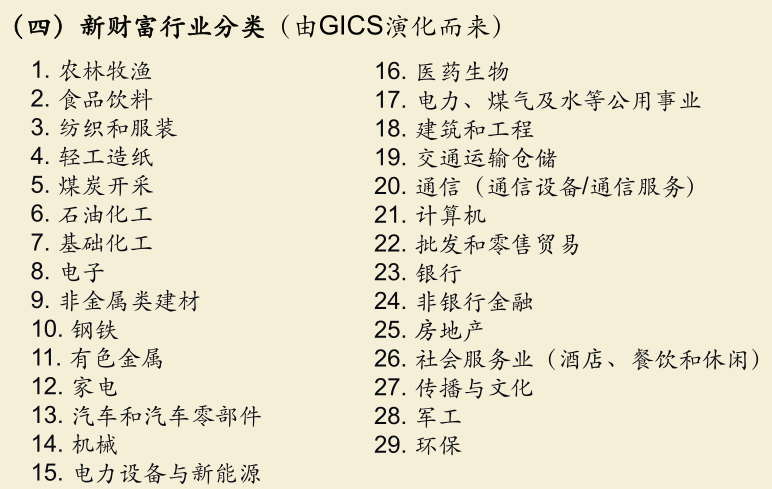 （四）新财富行业分类（由GICS演化而来）
1. 农林牧渔
2. 食品饮料
3. 纺织和服装
4. 轻工造纸
5. 煤炭开采
6. 石油化工
7. 基础化工
8. 电子
9. 非金属类建材
10. 钢铁
11. 有色金属
12. 家电
13. 汽车和汽车零部件
14. 机械
15. 电力设备与新能源
16. 医药生物
17. 电力、煤气及水等公用事业
18. 建筑和工程
19. 交通运输仓储
20. 通信（通信设备/通信服务）
21. 计算机
22. 批发和零售贸易
23. 银行
24. 非银行金融
25. 房地产
26. 社会服务业（酒店、餐饮和休闲）
27. 传播与文化
28. 军工
29. 环保